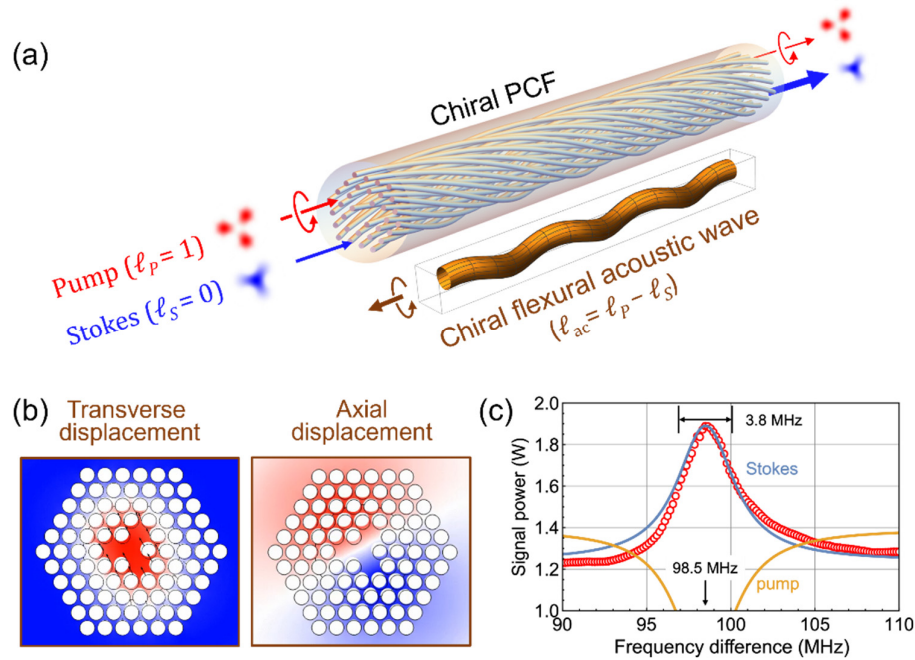 (a)
Chiral PCF
Pump (ℓP = 1)
Stokes (ℓS = 0)
Chiral flexural acoustic wave
(ℓac = ℓP − ℓS)
(b)
Transverse
displacement
Axial
displacement
(c)
2.0
1.8
1.6
1.4
1.2
1.0
Signal power (W)
3.8 MHz
Stokes
98.5 MHz
pump
90 95 100 105 110
Frequency difference (MHz)